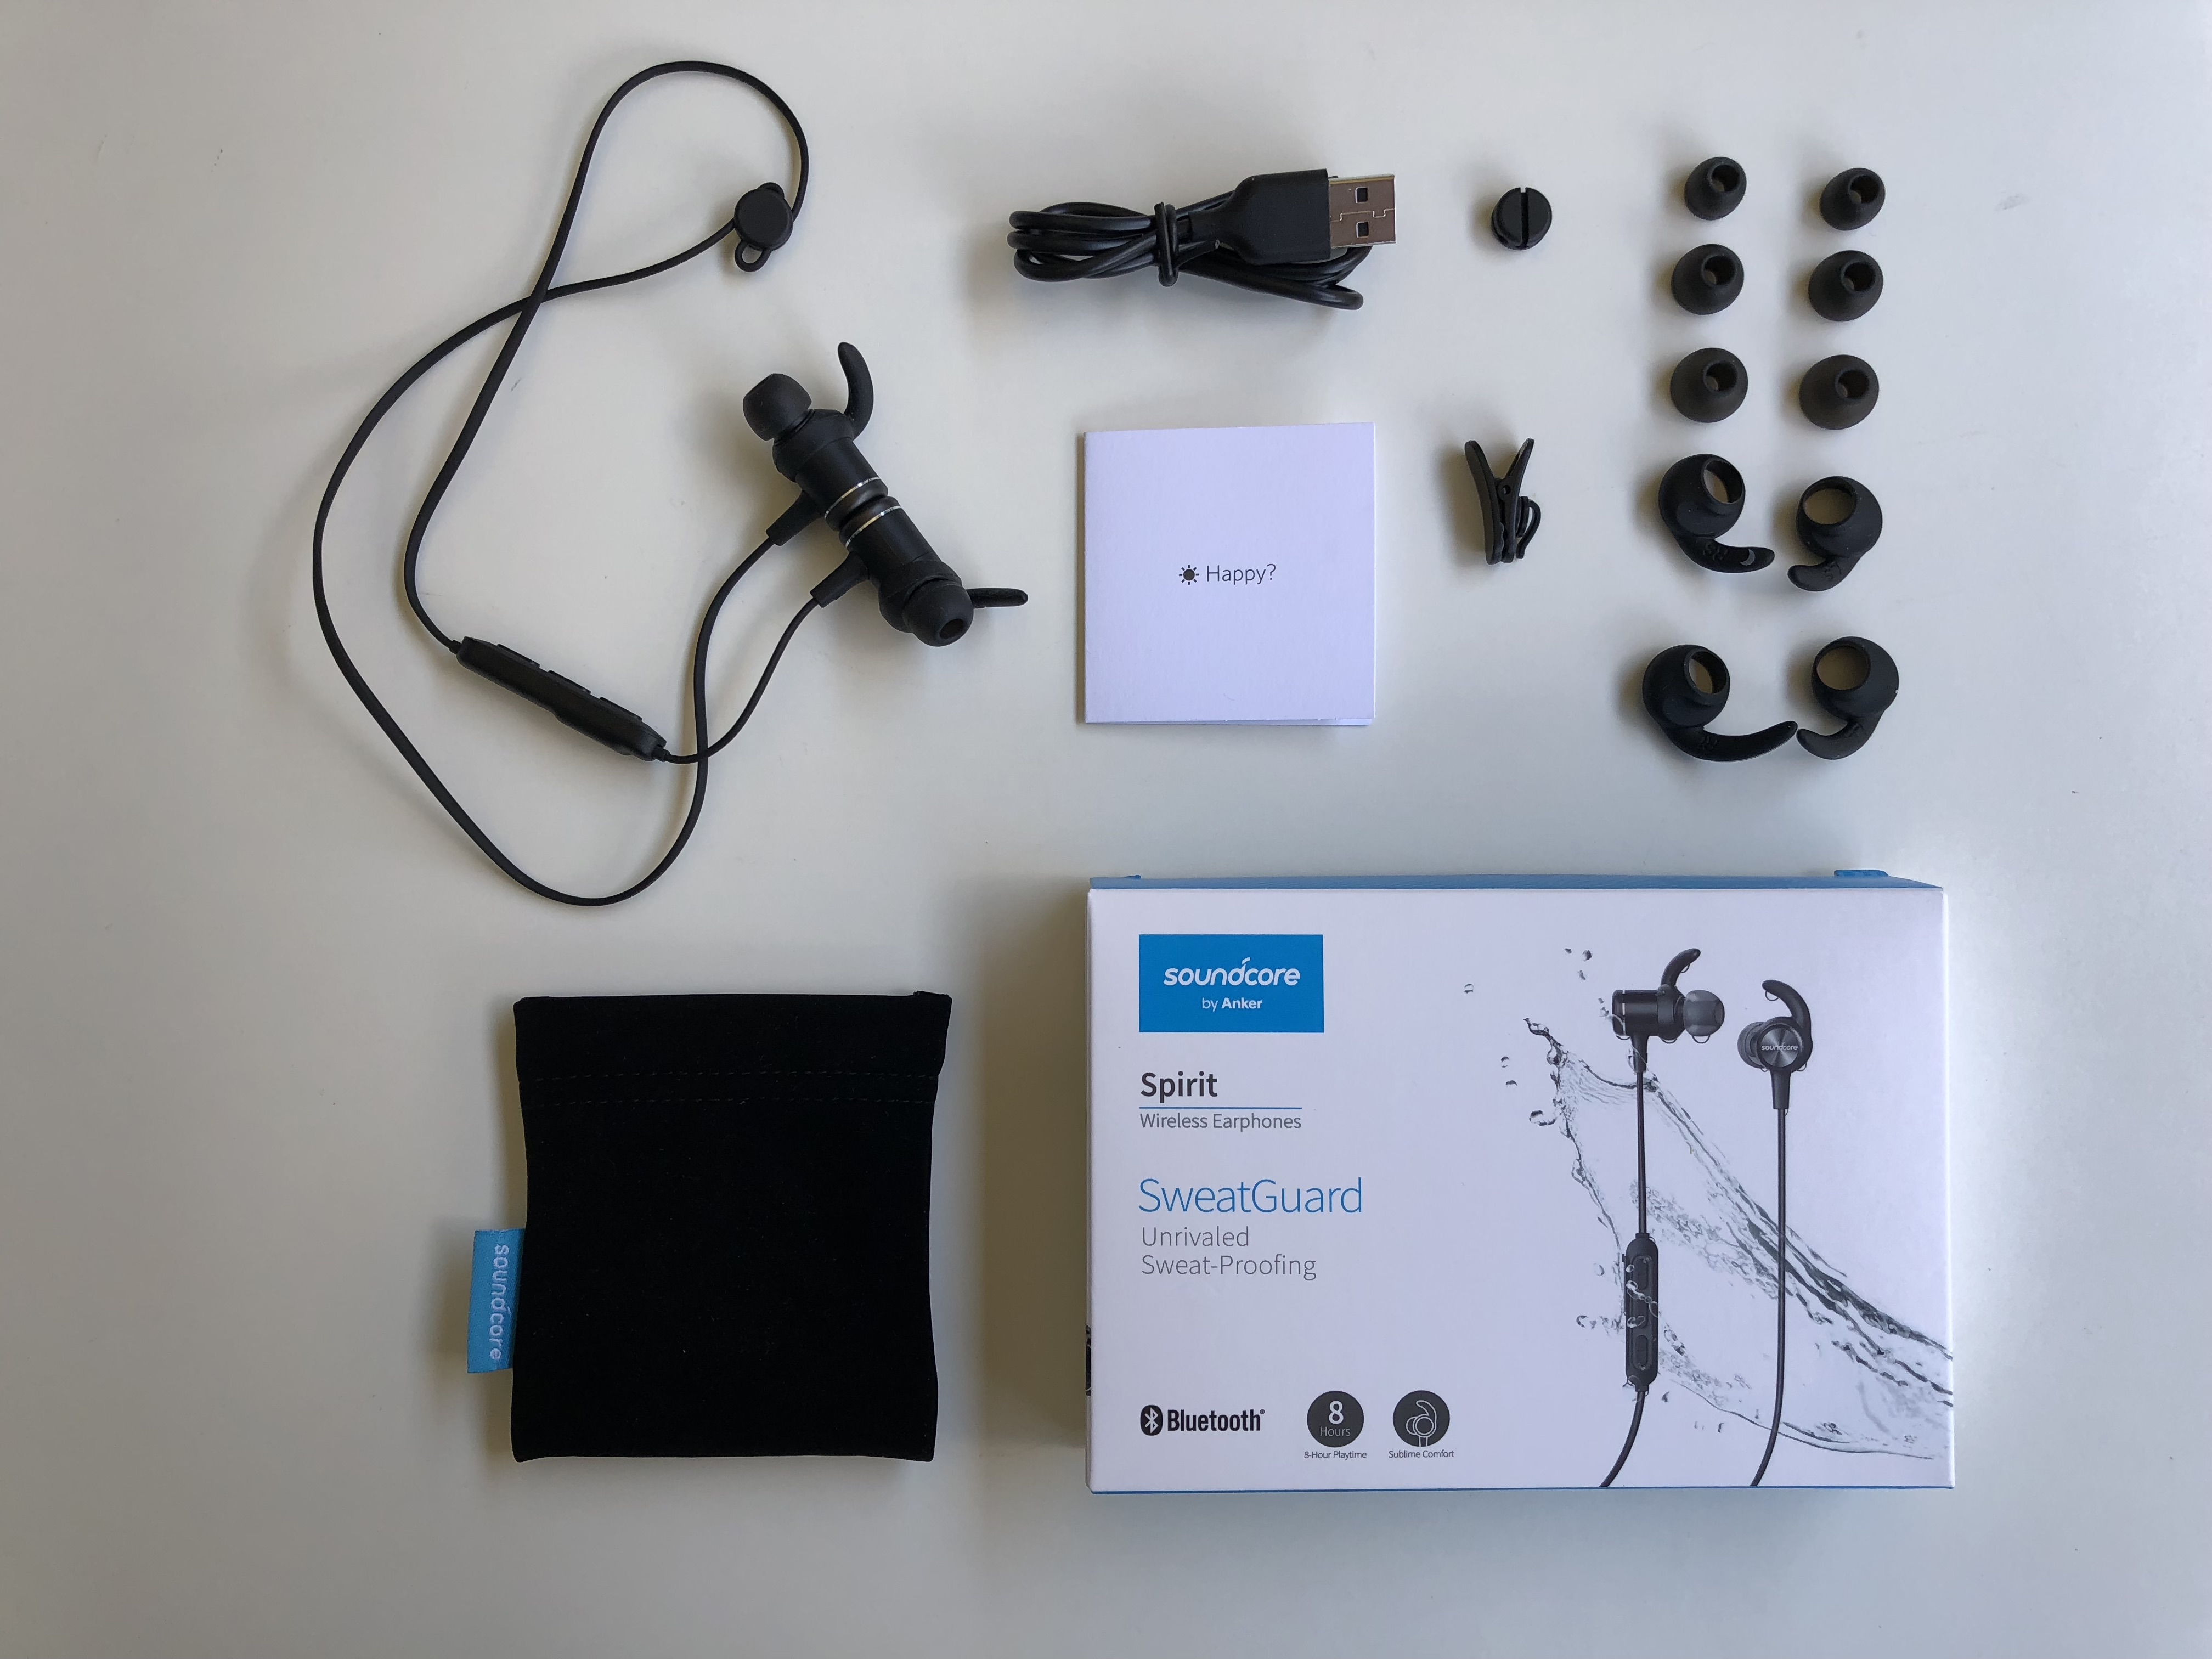 Happy?
soundcore
by Anker
Spirit
Wireless Earphones
SweatGuard
Unrivaled
Sweat-Proofing
Bluetooth®
8
Hours
8-Hour Playtime
Sublime Comfort
soundcore
soundcore